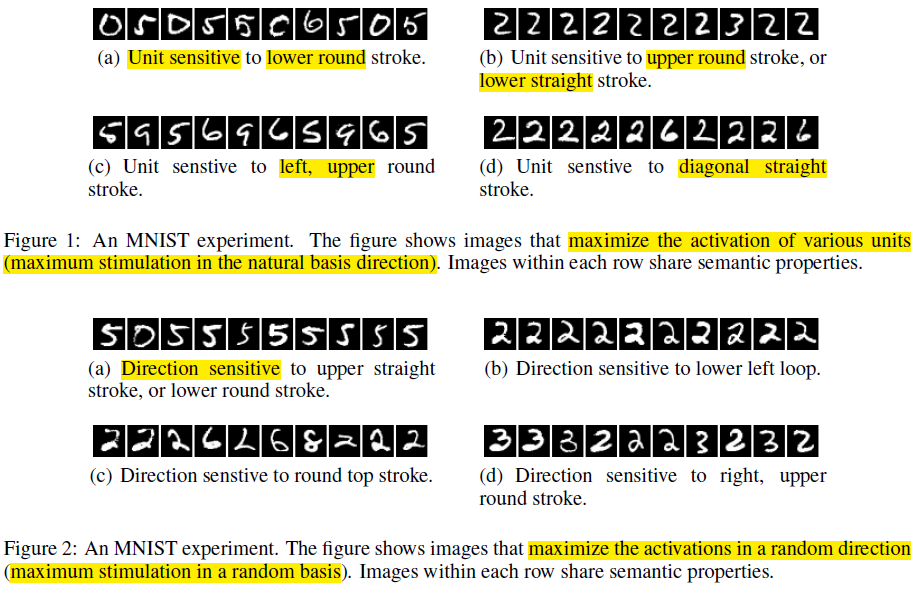 (a) Unit sensitive to lower round stroke.
(b) Unit sensitive to upper round stroke, or
lower straight stroke.
(c) Unit senstive to left, upper round
stroke.
(d) Unit senstive to diagonal straight
stroke.
Figure 1: An MNIST experiment. The figure shows images that maximize the activation of various units
(maximum stimulation in the natural basis direction). Images within each row share semantic properties.
(a) Direction sensitive to upper straight
stroke, or lower round stroke.
(b) Direction sensitive to lower left loop.
(c) Direction senstive to round top stroke.
(d) Direction sensitive to right, upper
round stroke.
Figure 2: An MNIST experiment. The figure shows images that maximize the activations in a random direction
(maximum stimulation in a random basis). Images within each row share semantic properties.